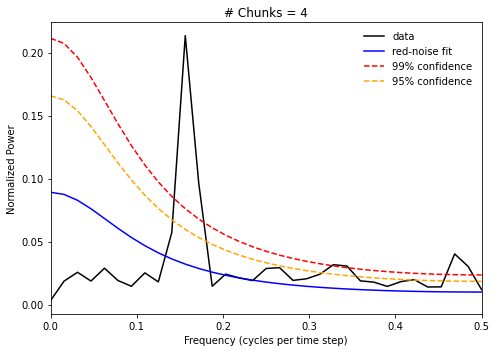 # Chunks = 4
data
red-noise fit
99% confidence
95% confidence
Normalized Power
0.20
0.15
0.10
0.05
0.00
0.0 0.1 0.2 0.3 0.4 0.5
Frequency (cycles per time step)